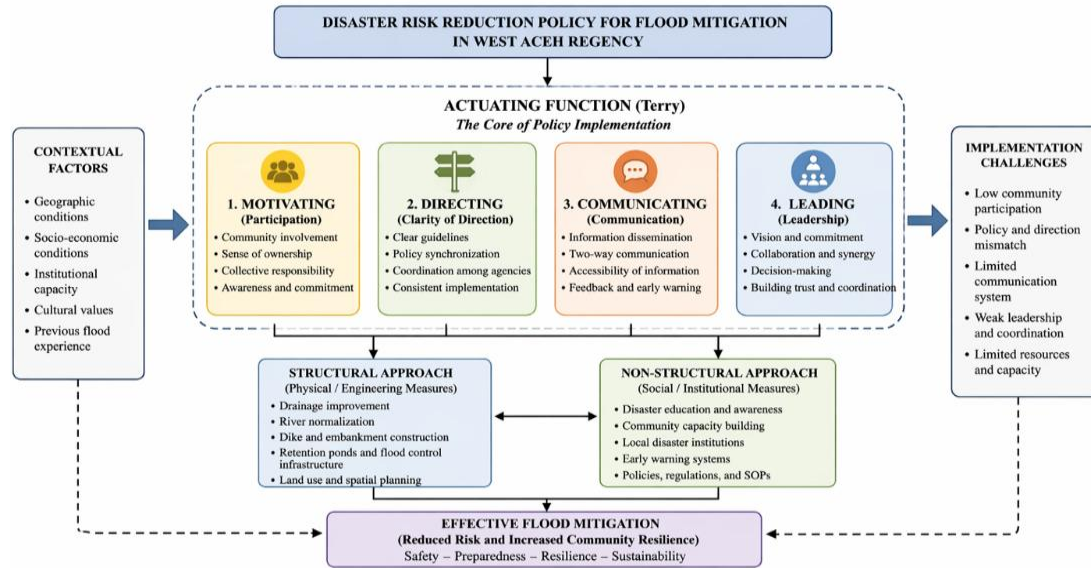 DISASTER RISK REDUCTION POLICY FOR FLOOD MITIGATION
IN WEST ACEH REGENCY
ACTUATING FUNCTION (Terry)
The Core of Policy Implementation
CONTEXTUAL
FACTORS
• Geographic
conditions
• Socio-economic
conditions
• Institutional
capacity
• Cultural values
• Previous flood
experience
1. MOTIVATING
(Participation)
• Community involvement
• Sense of ownership
• Collective responsibility
• Awareness and commitment
2. DIRECTING
(Clarity of Direction)
• Clear guidelines
• Policy synchronization
• Coordination among agencies
• Consistent implementation
3. COMMUNICATING
(Communication)
• Information dissemination
• Two-way communication
• Accessibility of information
• Feedback and early warning
4. LEADING
(Leadership)
• Vision and commitment
• Collaboration and synergy
• Decision-making
• Building trust and coordination
IMPLEMENTATION
CHALLENGES
• Low community
participation
• Policy and direction
mismatch
• Limited
communication
system
• Weak leadership
and coordination
• Limited resources
and capacity
STRUCTURAL APPROACH
(Physical / Engineering Measures)
• Drainage improvement
• River normalization
• Dike and embankment construction
• Retention ponds and flood control
infrastructure
• Land use and spatial planning
NON-STRUCTURAL APPROACH
(Social / Institutional Measures)
• Disaster education and awareness
• Community capacity building
• Local disaster institutions
• Early warning systems
• Policies, regulations, and SOPs
EFFECTIVE FLOOD MITIGATION
(Reduced Risk and Increased Community Resilience)
Safety – Preparedness – Resilience – Sustainability